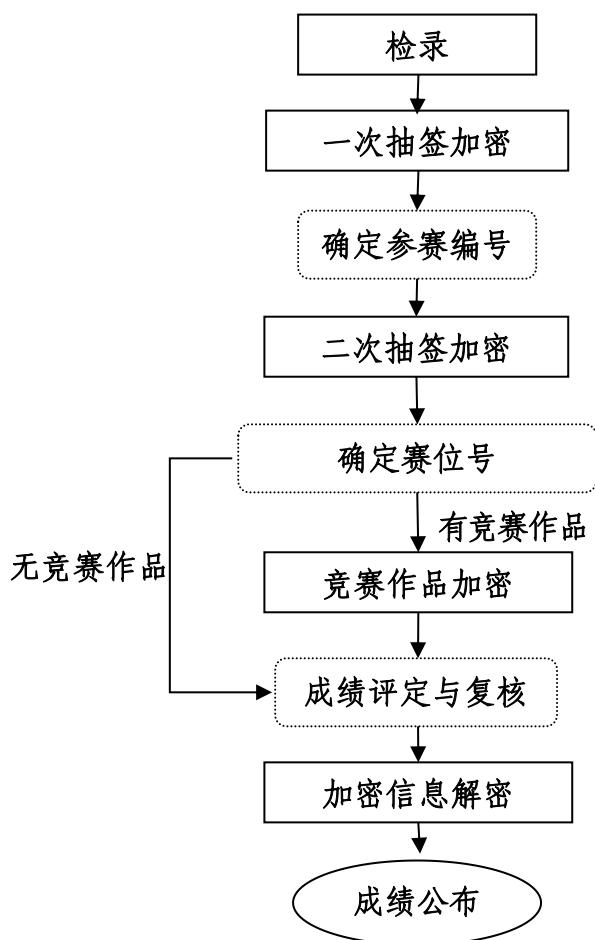 检录
一次抽签加密
确定参赛编号
二次抽签加密
确定赛位号
有竞赛作品
无竞赛作品
竞赛作品加密
成绩评定与复核
加密信息解密
成绩公布